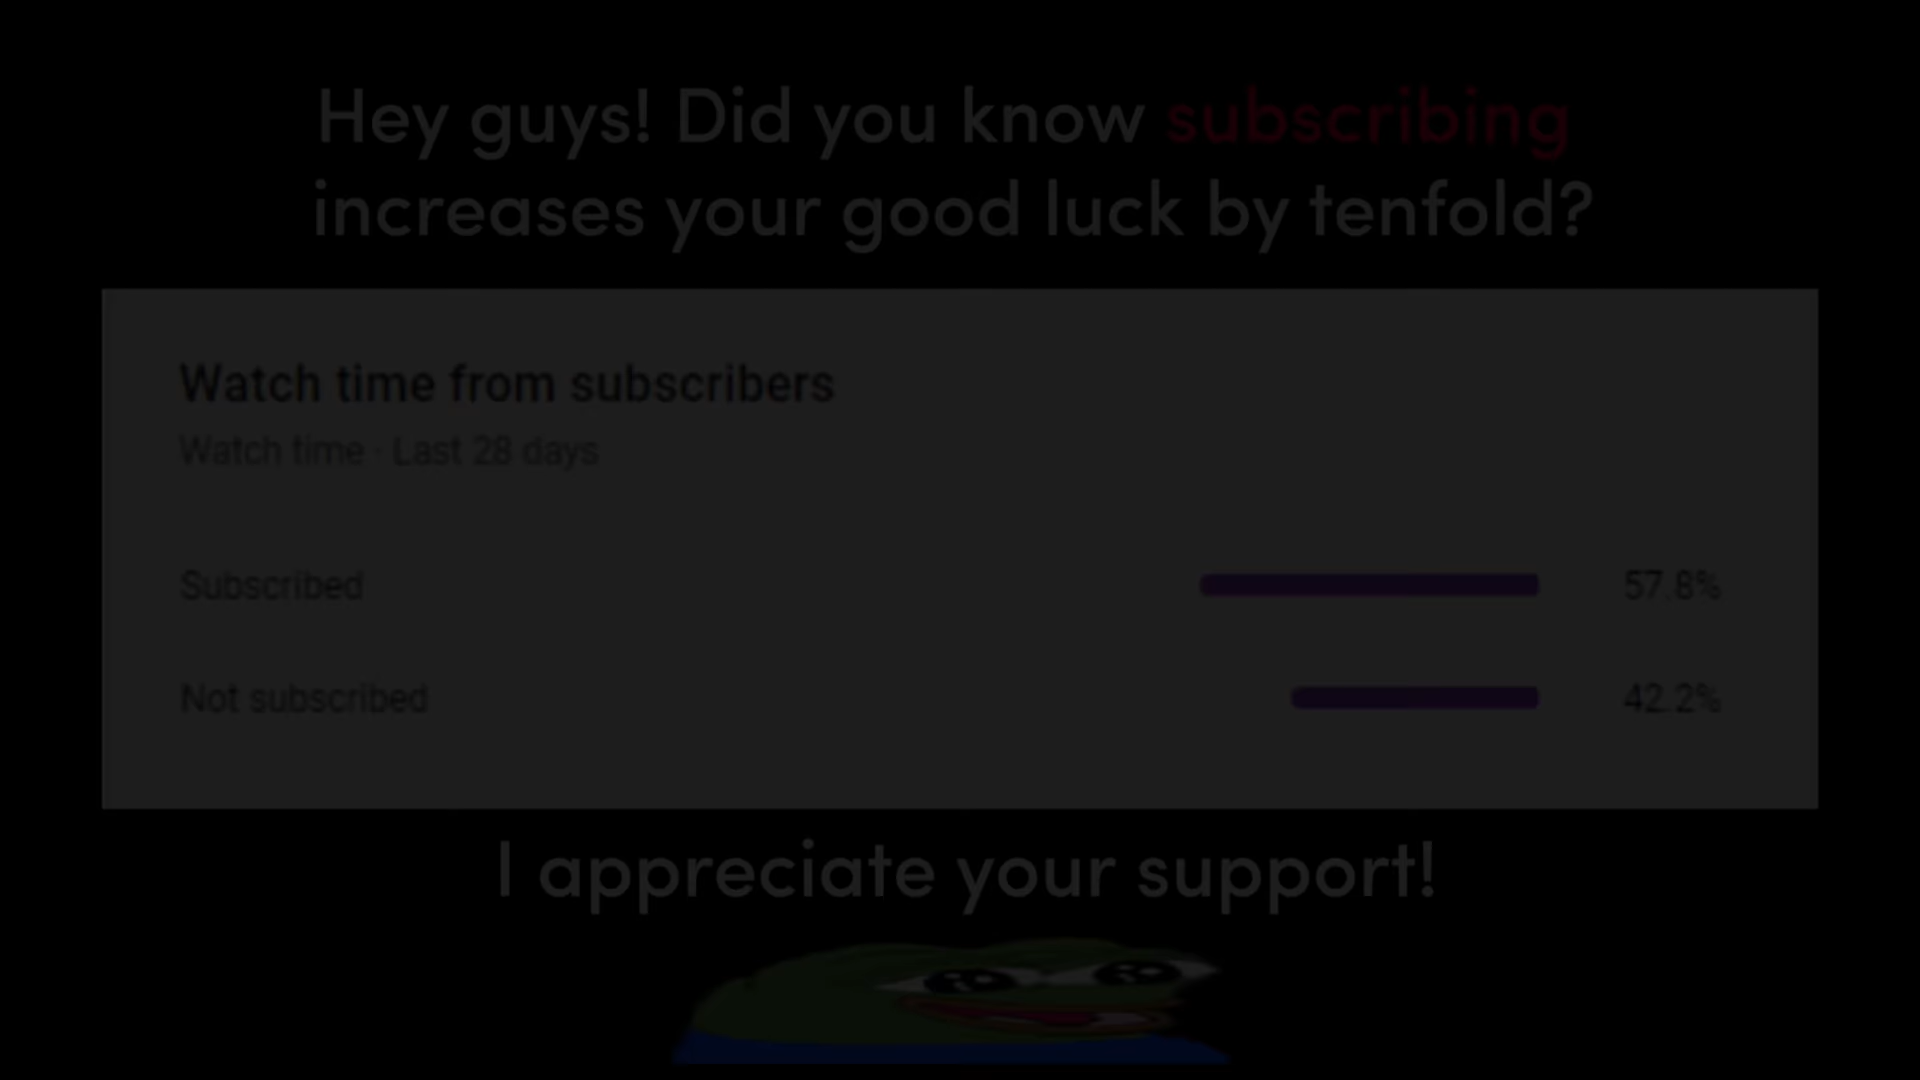 Hey guys! Did you know subscribing
increases your good luck by tenfold?
Watch time from subscribers
Watch time · Last 28 days
Subscribed 57.8%
Not subscribed 42.2%
I appreciate your support!